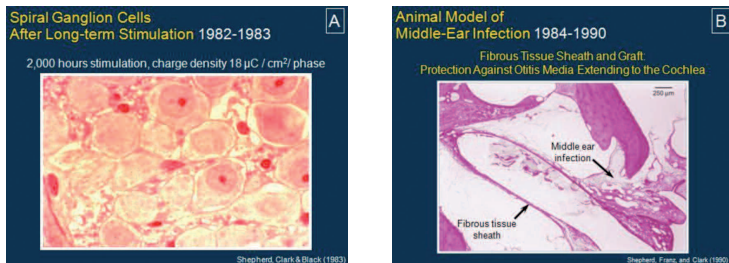 Spiral Ganglion Cells
After Long-term Stimulation 1982-1983
A
2,000 hours stimulation, charge density 18 µC / cm²/ phase
Shepherd, Clark & Black (1983)
Animal Model of
Middle-Ear Infection 1984-1990
B
Fibrous Tissue Sheath and Graft:
Protection Against Otitis Media Extending to the Cochlea
200 µm
Middle ear
infection
Fibrous tissue
sheath
Shepherd, Franz, and Clark (1990)